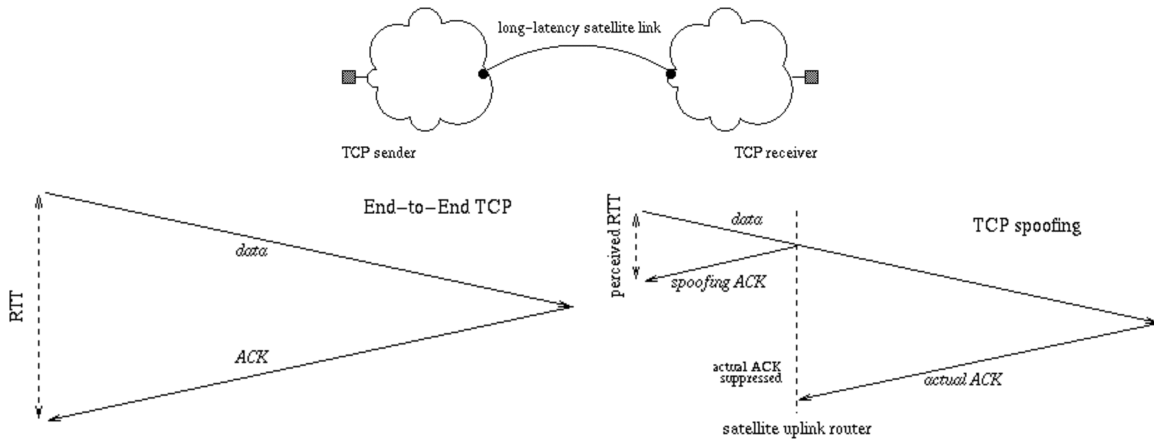 long-latency satellite link
TCP sender
TCP receiver
End-to-End TCP
RTT
data
ACK
TCP spoofing
perceived RTT
data
spoofing ACK
actual ACK
suppressed
actual ACK
satellite uplink router